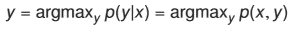 y = argmax_y p(y|x) = argmax_y p(x, y)